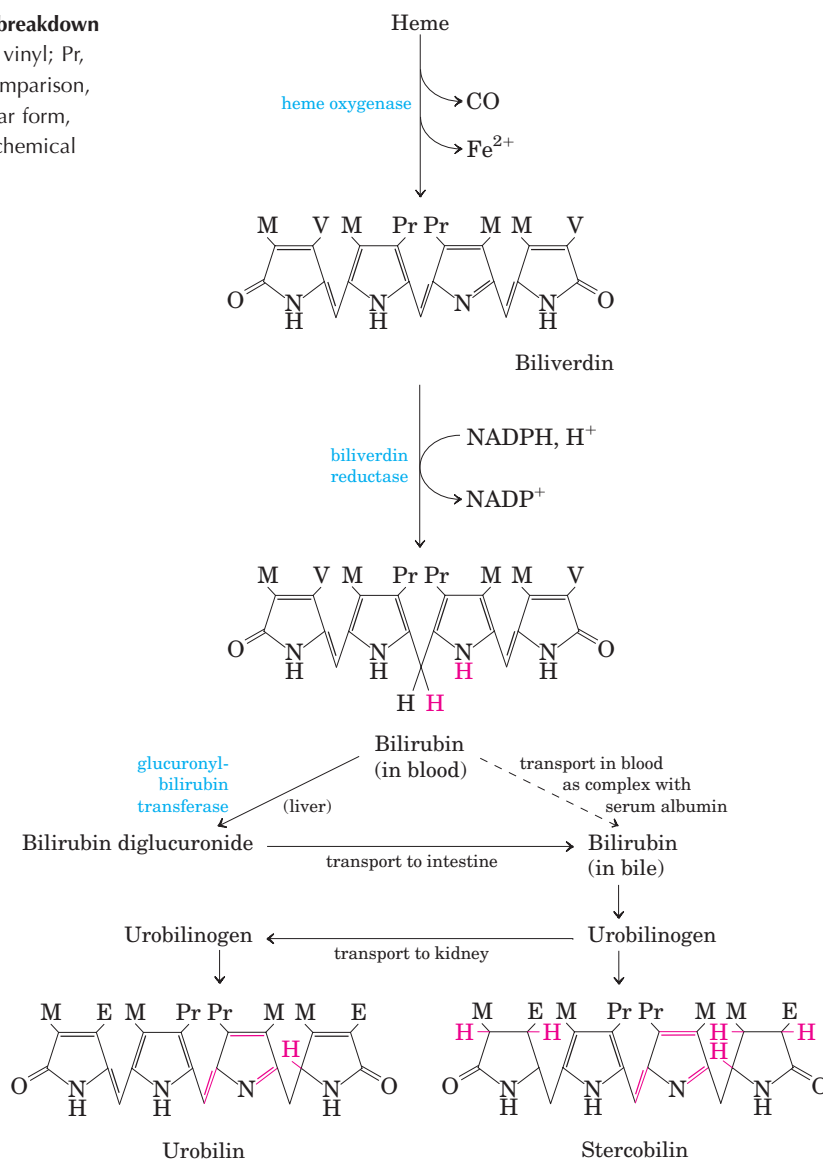 breakdown
vinyl; Pr,
mparison,
ar form,
chemical
Heme
heme oxygenase
CO
Fe2+
M V M Pr Pr M M V
O N H N H N N H O
Biliverdin
biliverdin
reductase
NADPH, H+
NADP+
M V M Pr Pr M M V
O N H N H N H N H O
H H
Bilirubin
(in blood)
glucuronyl-
bilirubin
transferase
(liver)
transport in blood
as complex with
serum albumin
Bilirubin diglucuronide
transport to intestine
Bilirubin
(in bile)
Urobilinogen
transport to kidney
Urobilinogen
M E M Pr Pr M M E
H
O N H N H N N H O
Urobilin
M E M Pr Pr M M E
H H H H
H
O N H N H N N H O
Stercobilin